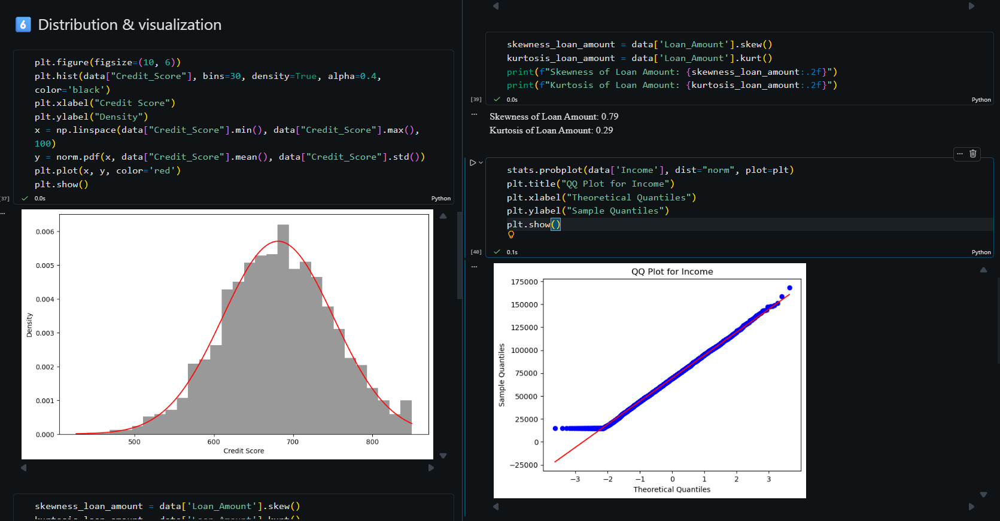 6 Distribution & visualization
plt.figure(figsize=(10, 6))
plt.hist(data["Credit_Score"], bins=30, density=True, alpha=0.4,
color='black')
plt.xlabel("Credit Score")
plt.ylabel("Density")
x = np.linspace(data["Credit_Score"].min(), data["Credit_Score"].max(),
100)
y = norm.pdf(x, data["Credit_Score"].mean(), data["Credit_Score"].std())
plt.plot(x, y, color='red')
plt.show()
37] 0.0s Python
...
0.006
0.005
0.004
0.003
0.002
0.001
0.000
Density
500 600 700 800
Credit Score
skewness_loan_amount = data['Loan_Amount'].skew()
kurtosis_loan_amount = data['Loan_Amount'].kurt()
skewness_loan_amount = data['Loan_Amount'].skew()
kurtosis_loan_amount = data['Loan_Amount'].kurt()
print(f"Skewness of Loan Amount: {skewness_loan_amount:.2f}")
print(f"Kurtosis of Loan Amount: {kurtosis_loan_amount:.2f}")
[39] 0.0s Python
...
Skewness of Loan Amount: 0.79
Kurtosis of Loan Amount: 0.29
...
stats.probplot(data['Income'], dist="norm", plot=plt)
plt.title("QQ Plot for Income")
plt.xlabel("Theoretical Quantiles")
plt.ylabel("Sample Quantiles")
plt.show()
[40] 0.1s Python
...
QQ Plot for Income
175000
150000
125000
100000
75000
50000
25000
0
−25000
Sample Quantiles
−3 −2 −1 0 1 2 3
Theoretical Quantiles